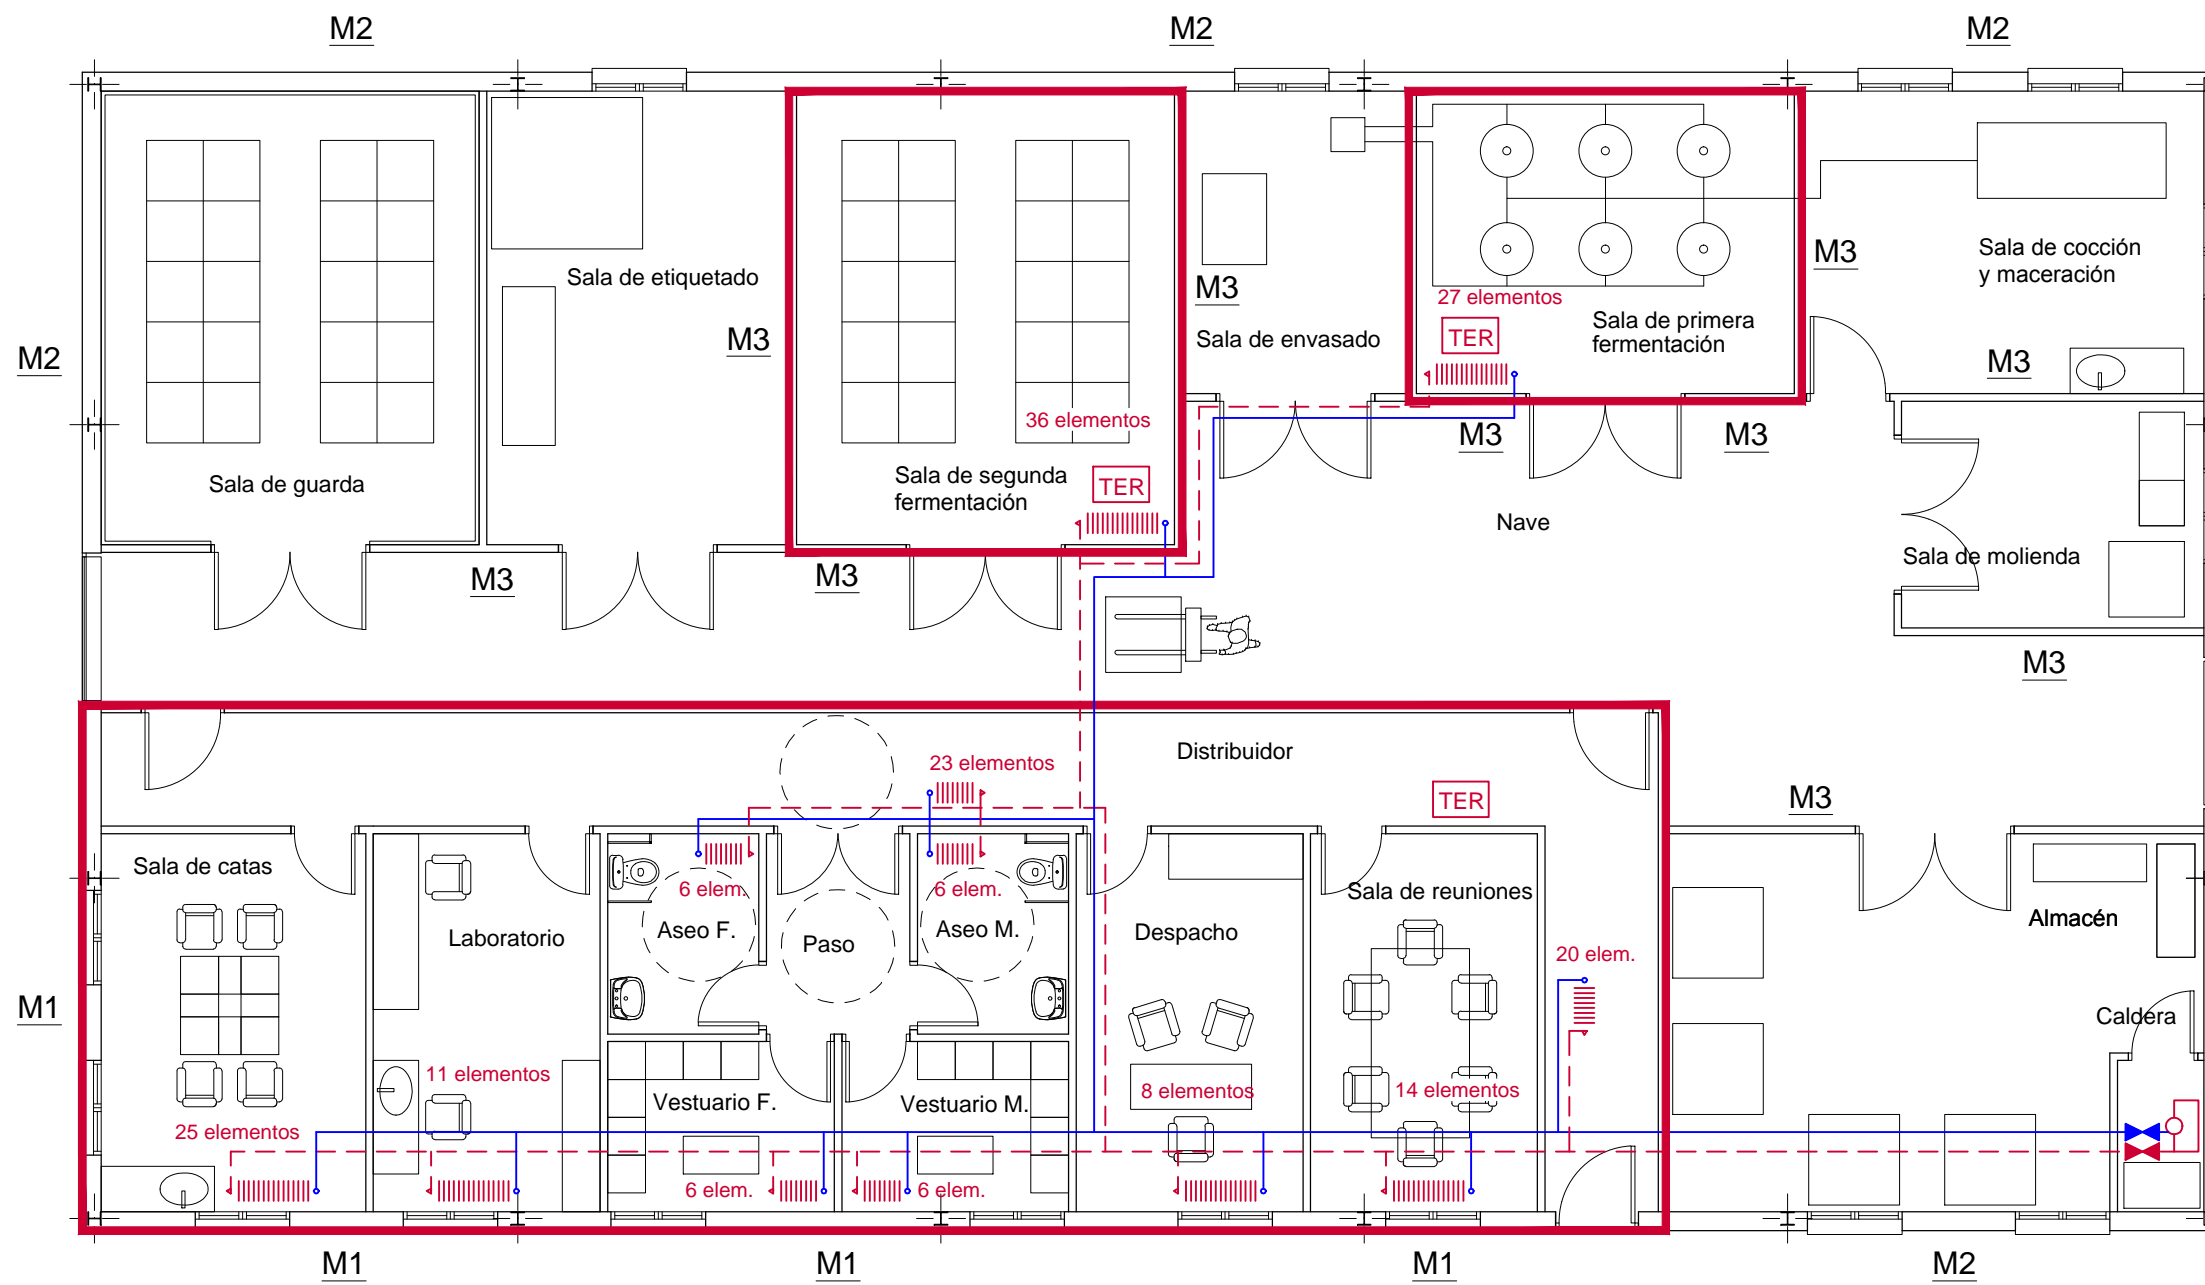 M2
M2
M2
Sala de etiquetado
M3
Sala de cocción
y maceración
M3
27 elementos
Sala de primera
fermentación
TER
M3
Sala de envasado
M2
M3
36 elementos
M3
M3
Sala de guarda
Sala de segunda
fermentación
TER
Nave
Sala de molienda
M3
M3
M3
Distribuidor
23 elementos
TER
M3
Sala de catas
6 elem.
6 elem.
Sala de reuniones
Almacén
Laboratorio
Aseo F.
Paso
Aseo M.
Despacho
20 elem.
M1
Caldera
11 elementos
8 elementos
14 elementos
Vestuario F.
Vestuario M.
25 elementos
6 elem.
6 elem.
M1
M1
M1
M2